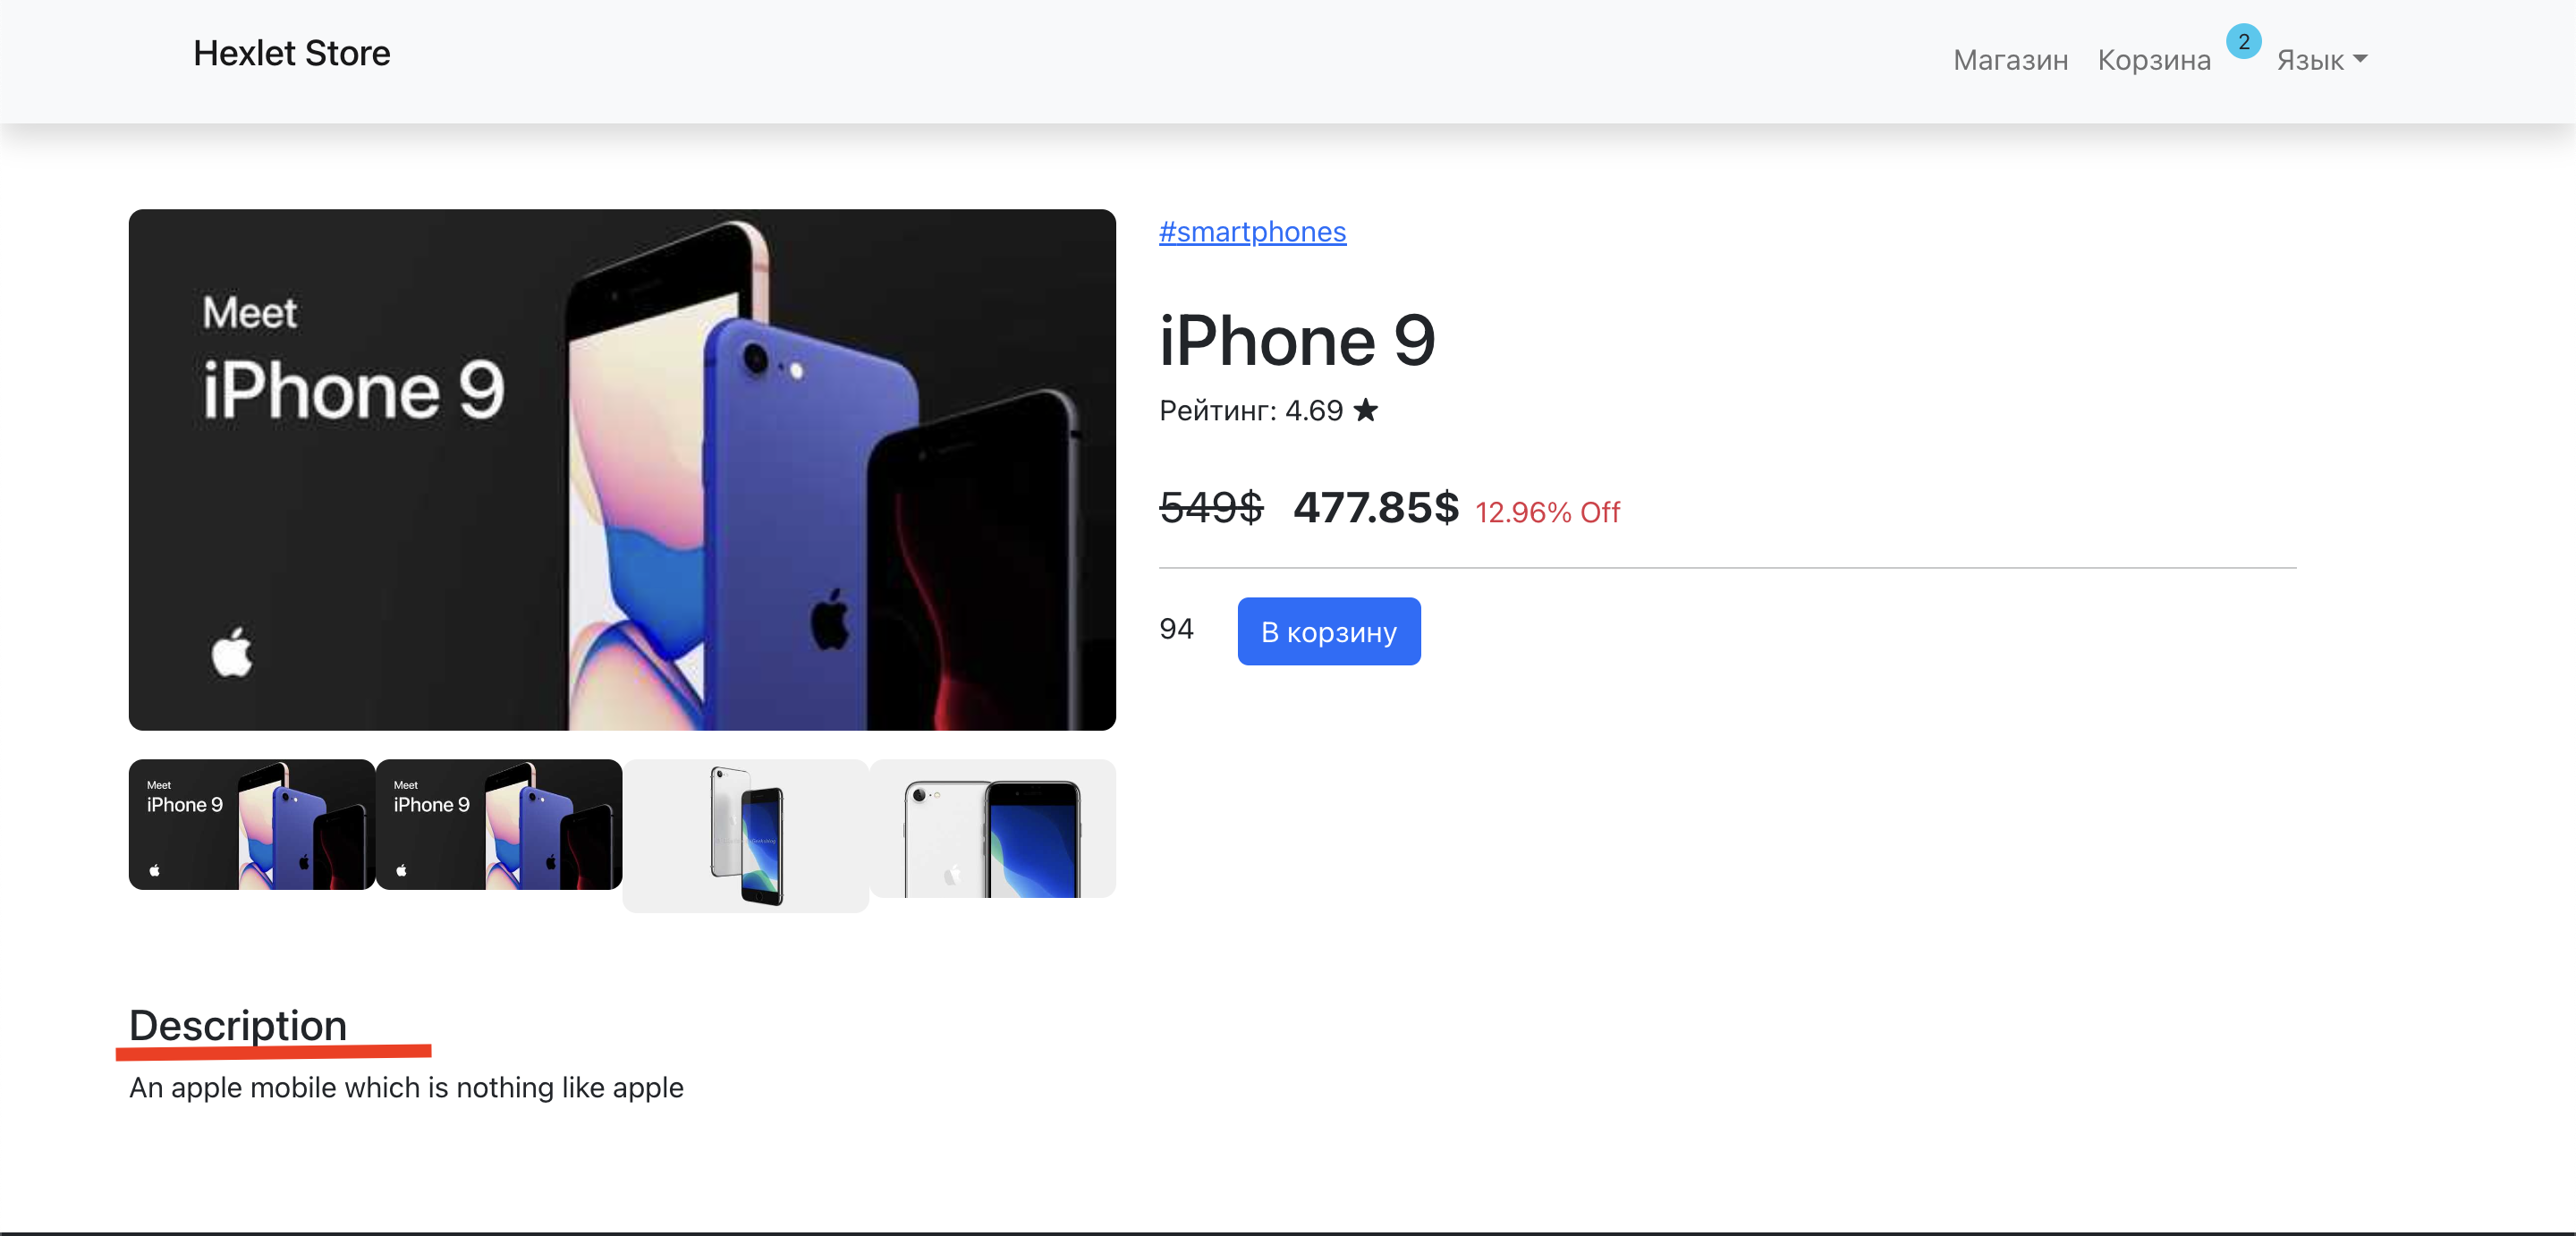 Hexlet Store
Магазин Корзина 2 Язык
Meet
iPhone 9
#smartphones
iPhone 9
Рейтинг: 4.69 ★
549$ 477.85$ 12.96% Off
94 В корзину
Meet
iPhone 9
Meet
iPhone 9
Description
An apple mobile which is nothing like apple